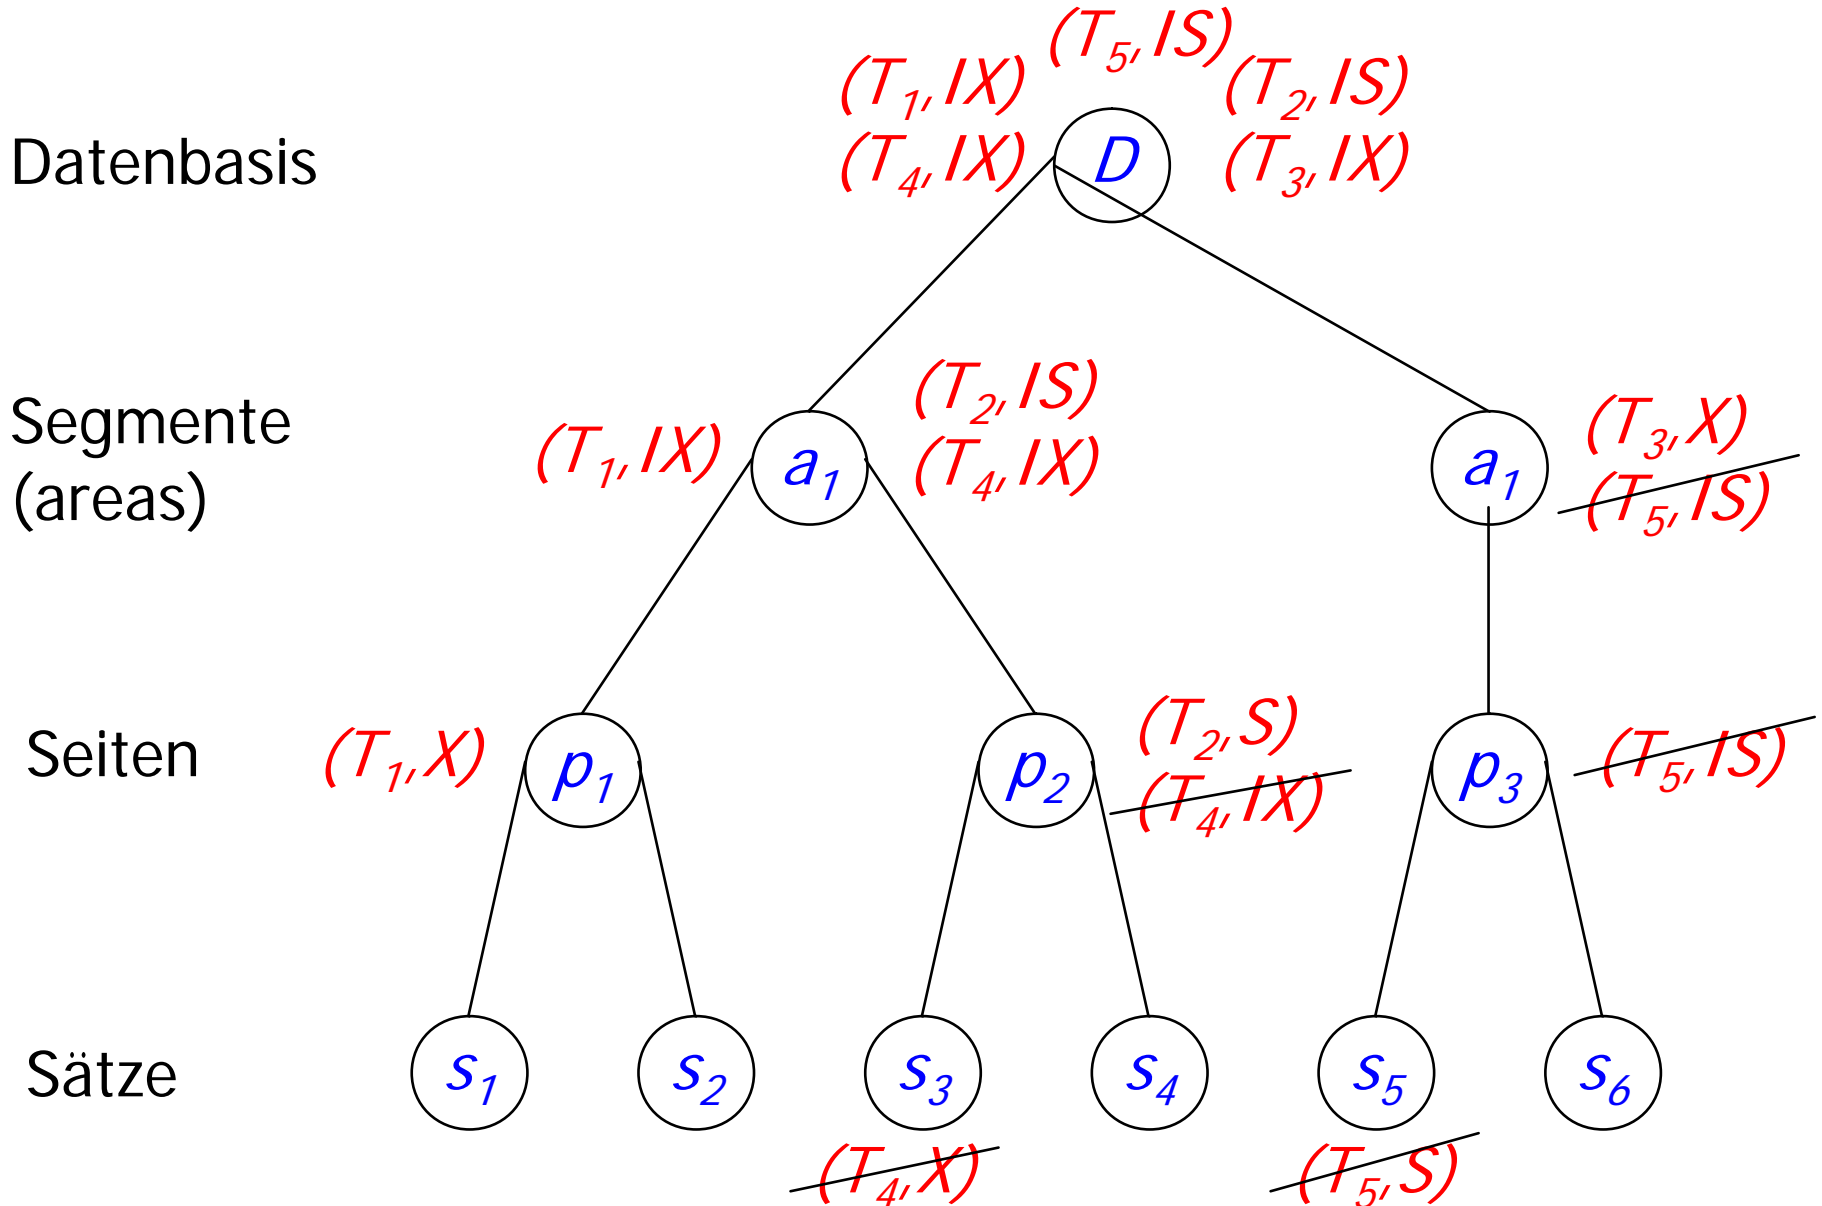 (T5, IS)
(T1, IX) (T2, IS)
Datenbasis (T4, IX) D (T3, IX)
(T2, IS)
Segmente (T1, IX) a1 (T4, IX) a1 (T3, X)
(areas) (T5, IS)
(T2, S)
Seiten (T1, X) p1 p2 p3 (T5, IS)
(T4, IX)
Sätze s1 s2 s3 s4 s5 s6
(T4, X) (T5, S)